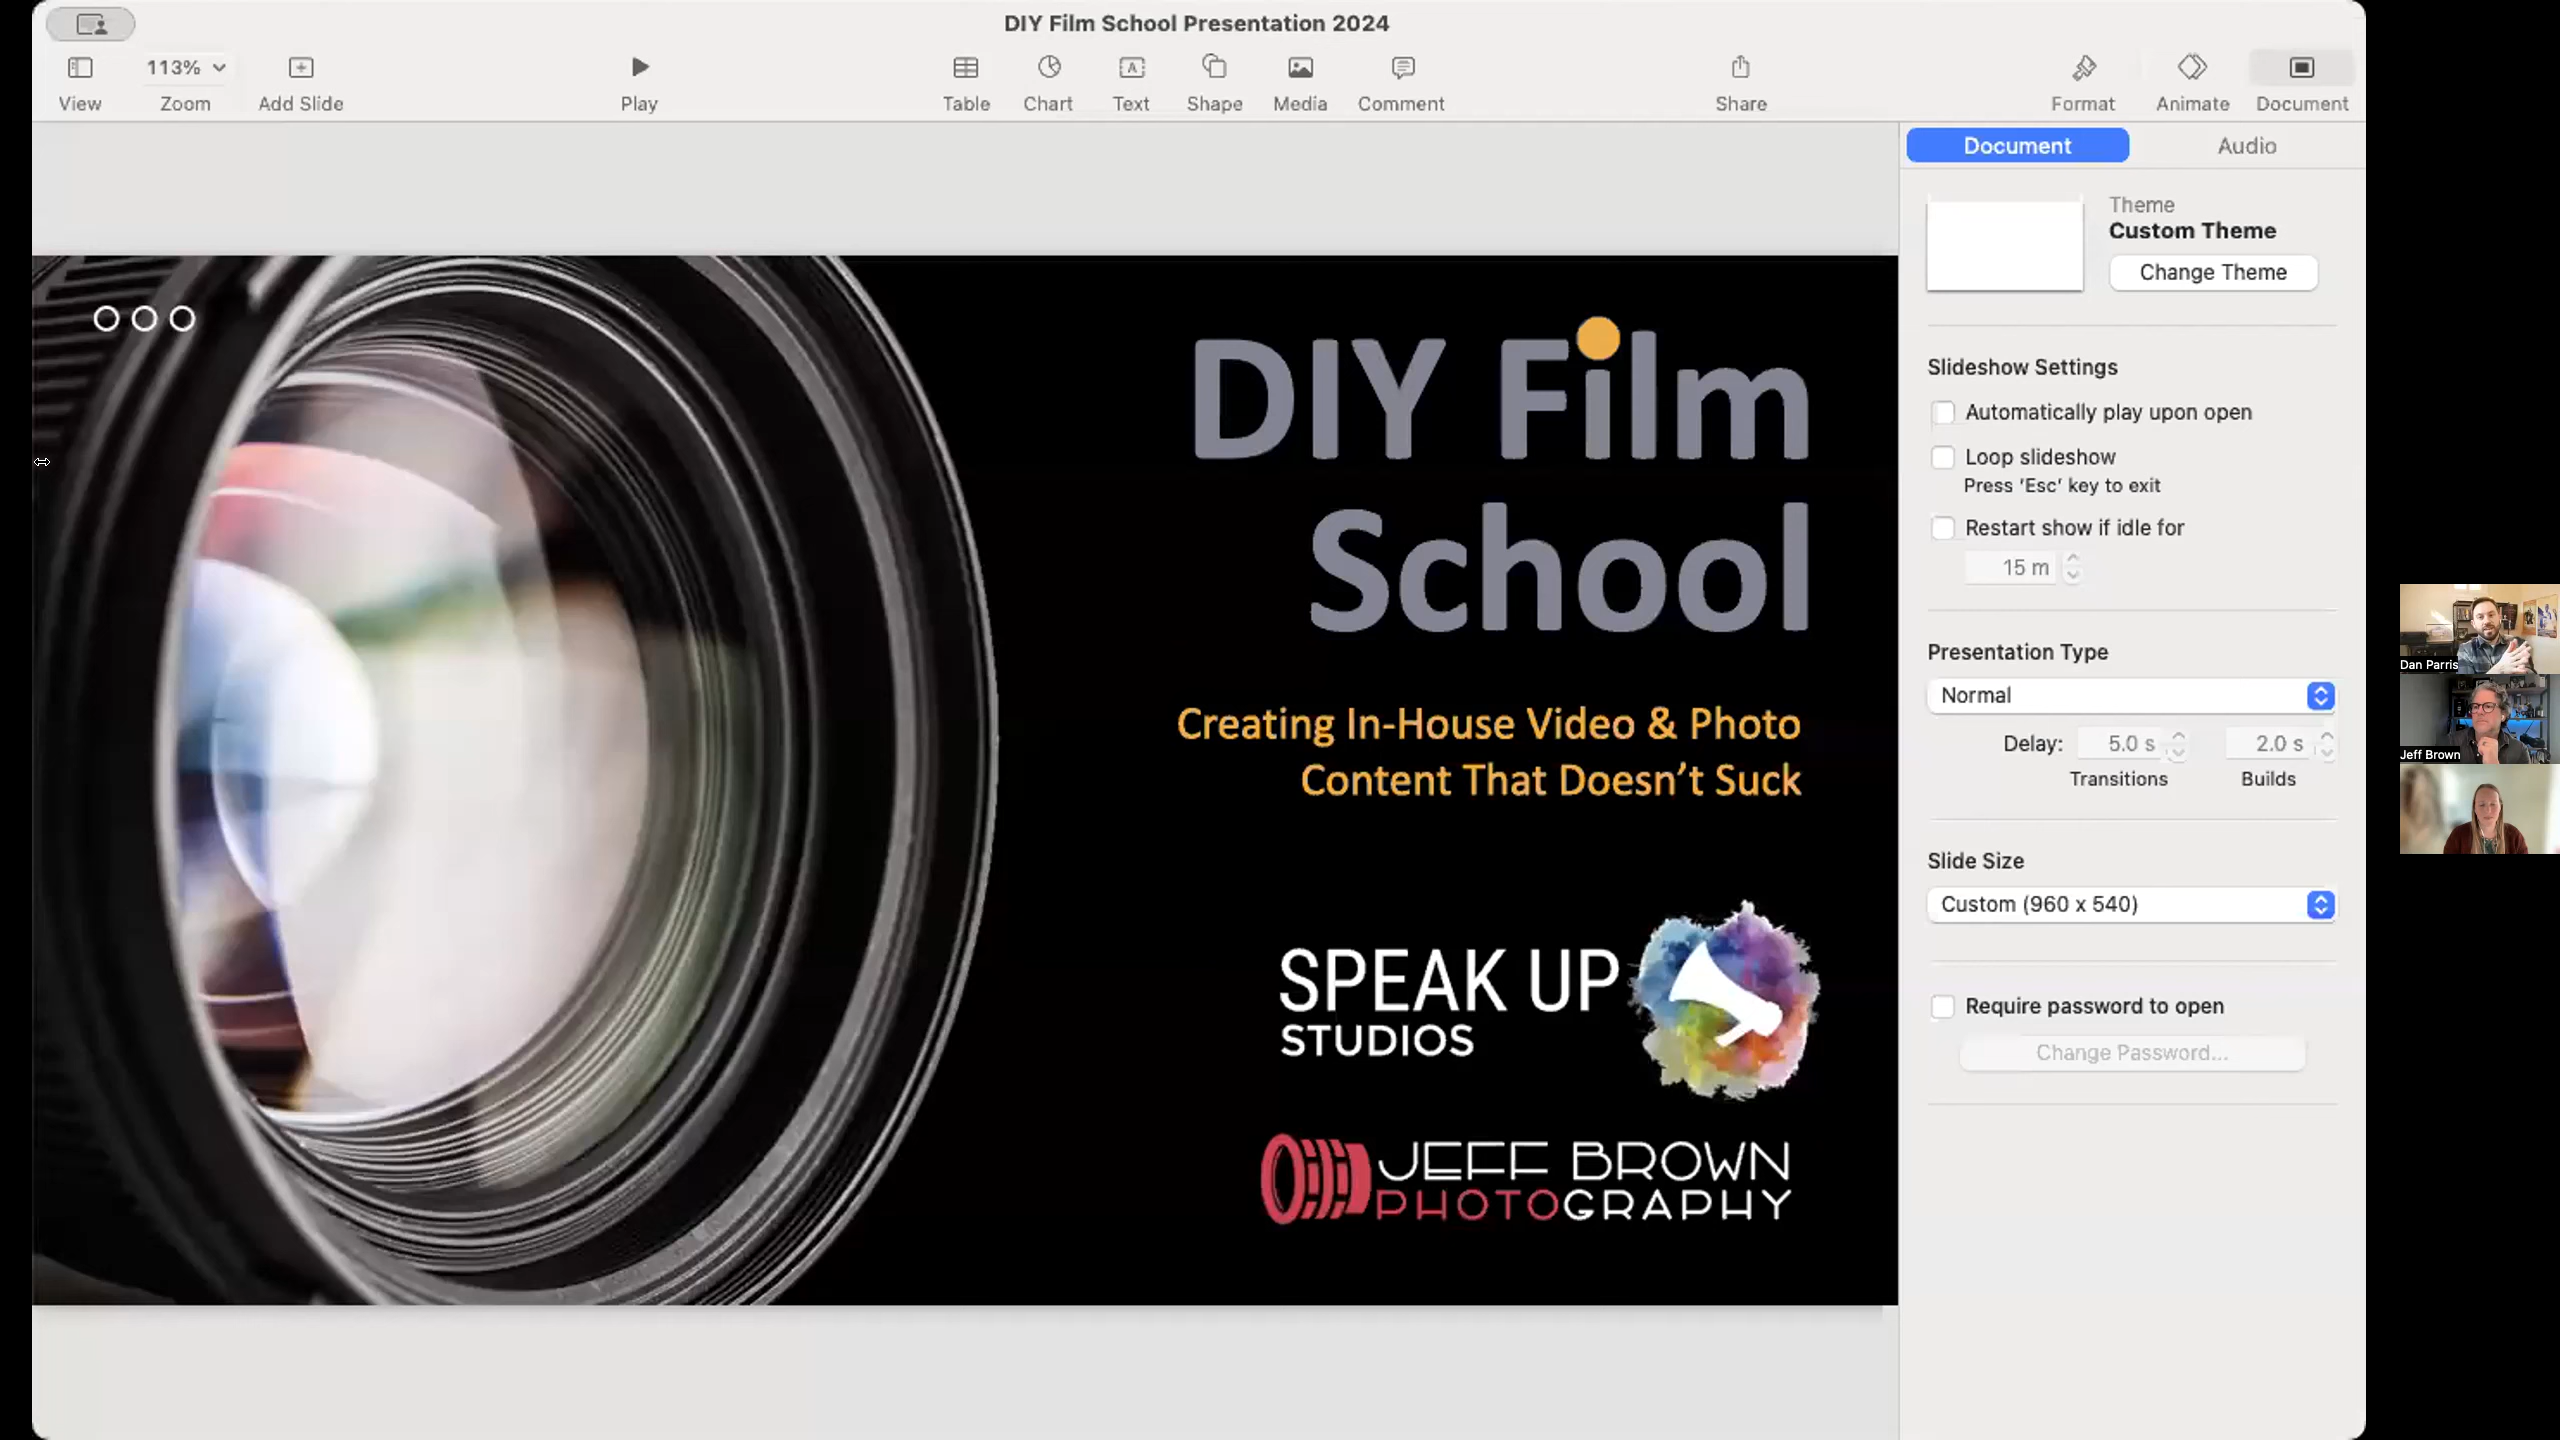 DIY Film School Presentation 2024
113%
View
Zoom
Add Slide
Play
Table
Chart
Text
Shape
Media
Comment
Share
Format
Animate
Document
Document
Audio
Theme
Custom Theme
Change Theme
Slideshow Settings
Automatically play upon open
Loop slideshow
Press ‘Esc’ key to exit
Restart show if idle for
15 m
Presentation Type
Normal
Delay:
5.0 s
2.0 s
Transitions
Builds
Slide Size
Custom (960 x 540)
Require password to open
Change Password...
DIY Film
School
Creating In-House Video & Photo
Content That Doesn’t Suck
SPEAK UP
STUDIOS
JEFF BROWN
PHOTOGRAPHY
Dan Parris
Jeff Brown